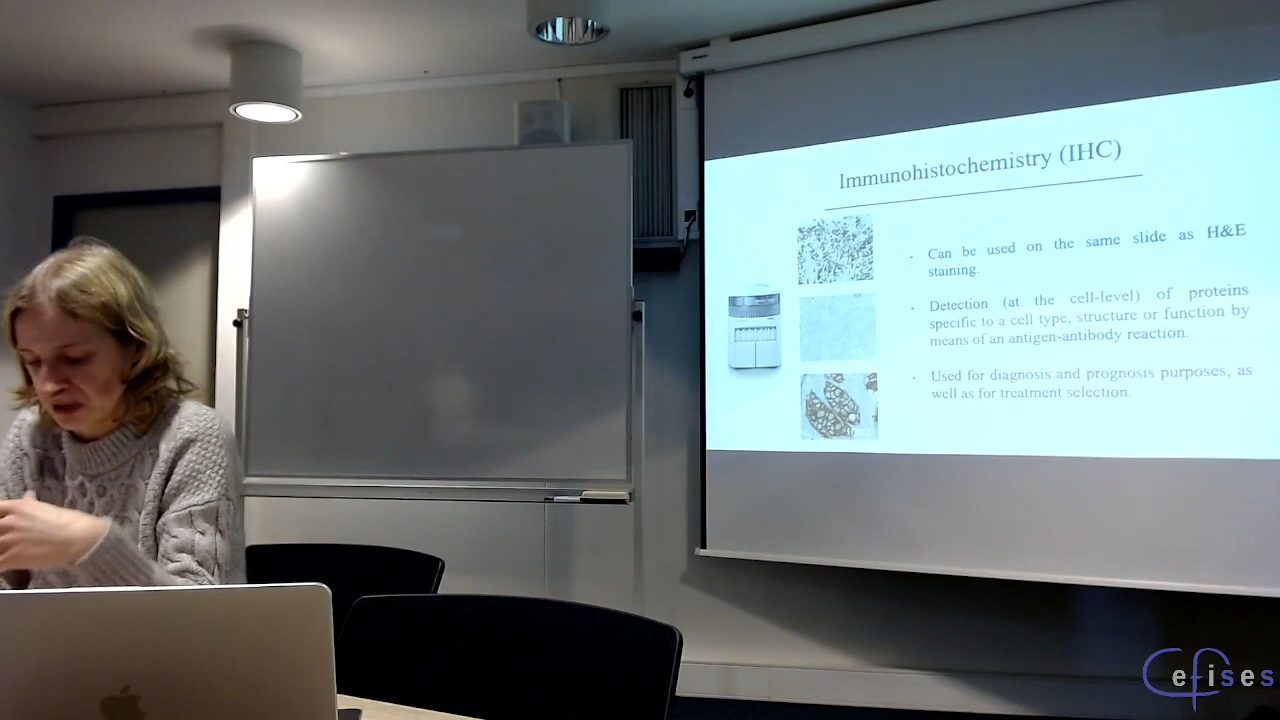 Immunohistochemistry (IHC)
Can be used on the same slide as H&E
staining.
Detection (at the cell-level) of proteins
specific to a cell type, structure or function by
means of an antigen-antibody reaction.
Used for diagnosis and prognosis purposes, as
well as for treatment selection.
Cefises